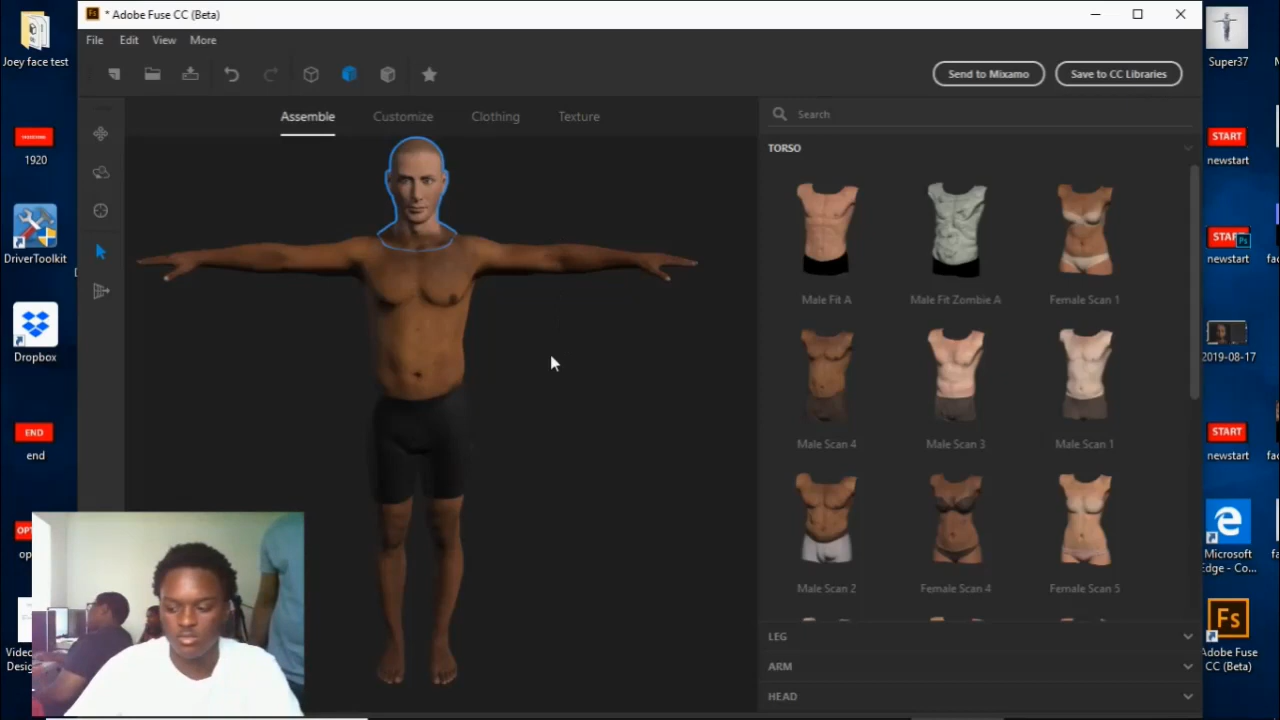 Joey face test
1920
DriverToolkit
Dropbox
END
end
Fs * Adobe Fuse CC (Beta)
File Edit View More
Send to Mixamo Save to CC Libraries
Assemble Customize Clothing Texture
Search
TORSO
Male Fit A Male Fit Zombie A Female Scan 1
Male Scan 4 Male Scan 3 Male Scan 1
Male Scan 2 Female Scan 4 Female Scan 5
LEG
ARM
HEAD
Super37
START
newstart
Ps
newstart
2019-08-17
START
newstart
Microsoft
Edge - Co...
Fs
Adobe Fuse
CC (Beta)